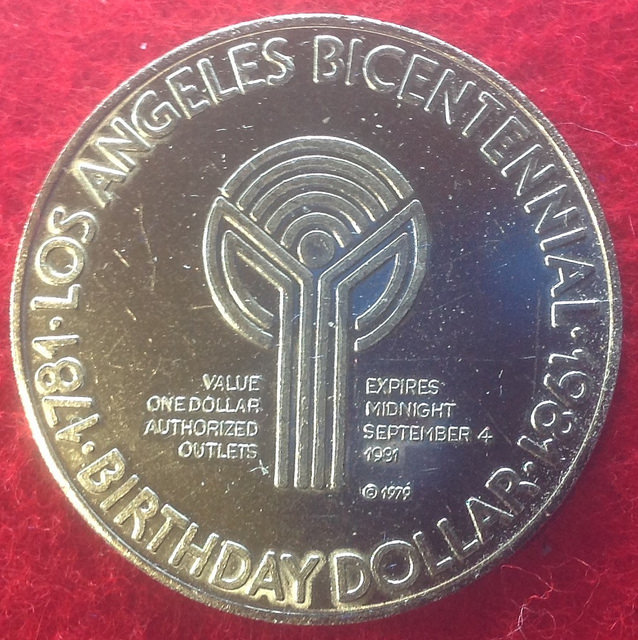 LOS ANGELES BICENTENNIAL · 1981 ·
BIRTHDAY DOLLAR ·
1781 ·
VALUE
ONE DOLLAR
AUTHORIZED
OUTLETS
EXPIRES
MIDNIGHT
SEPTEMBER 4
1981
© 1979